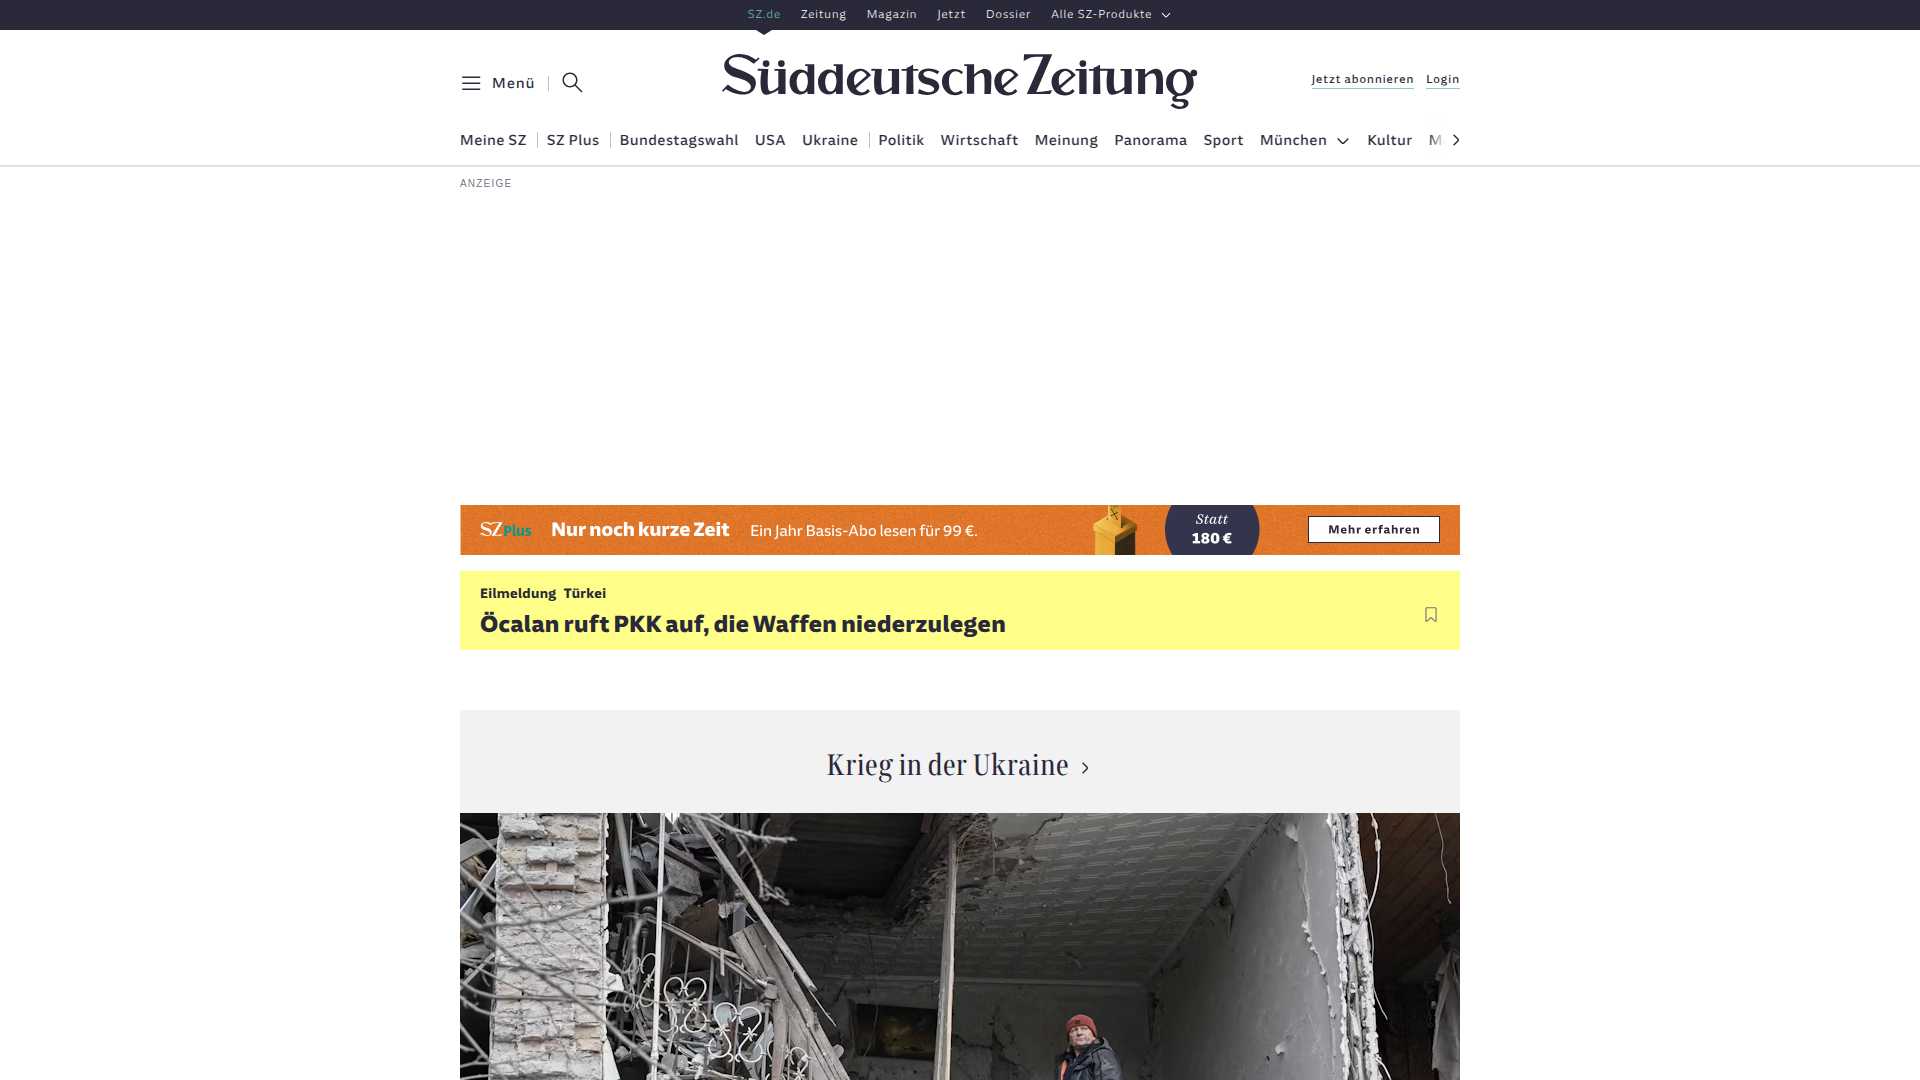 SZ.de Zeitung Magazin Jetzt Dossier Alle SZ-Produkte
Menü
Süddeutsche Zeitung
Jetzt abonnieren Login
Meine SZ SZ Plus Bundestagswahl USA Ukraine Politik Wirtschaft Meinung Panorama Sport München Kultur M
ANZEIGE
SZ Plus Nur noch kurze Zeit Ein Jahr Basis-Abo lesen für 99 €.
Statt
180 €
Mehr erfahren
Eilmeldung Türkei
Öcalan ruft PKK auf, die Waffen niederzulegen
Krieg in der Ukraine